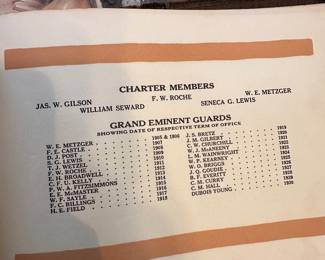 CHARTER MEMBERS
JAS. W. GILSON F. W. ROCHE W. E. METZGER
WILLIAM SEWARD SENECA G. LEWIS
GRAND EMINENT GUARDS
SHOWING DATE OF RESPECTIVE TERM OF OFFICE
W. E. METZGER 1905 & 1906
F. E. CASTLE 1907
D. J. POST 1908
S. G. LEWIS 1909
J. WETZEL 1910
F. W. ROCHE 1911
E. H. BROADWELL 1912
C. F. U. KELLY 1913
P. W. A. FITZSIMMONS 1914
E. E. McMASTER 1915
W. F. SAYLE 1916
F. C. BILLINGS 1917
H. E. FIELD 1918
J. S. BRETZ 1919
J. M. GILBERT 1920
C. W. CHURCHILL 1921
W. J. McANEENY 1922
L. M. WAINWRIGHT 1923
W. P. KEARNEY 1924
W. O. BRIGGS 1925
J. Q. GOUDIE 1926
B. F. EVERITT 1927
C. M. CURRY 1928
C. M. HALL 1929
DUBOIS YOUNG 1930